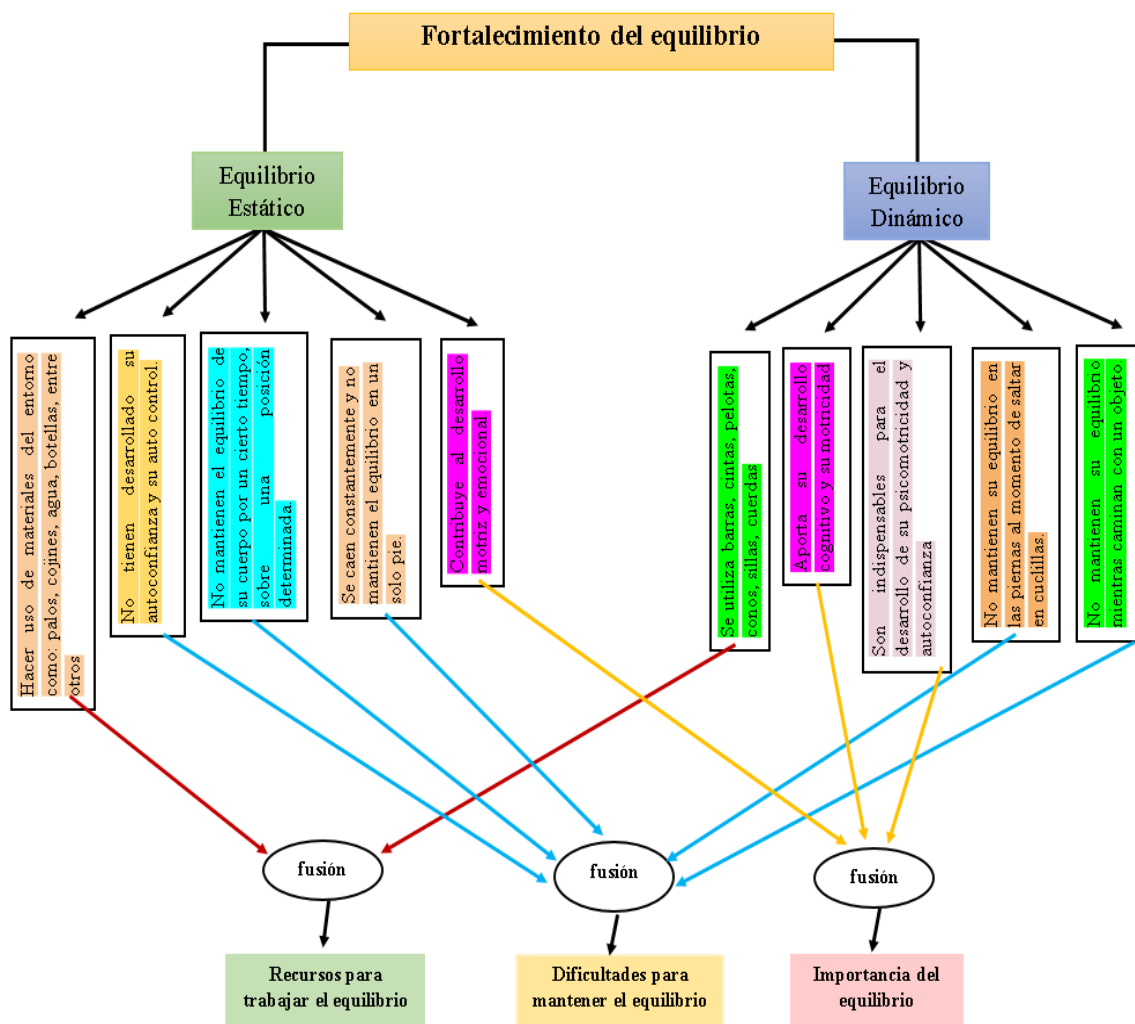 Fortalecimiento del equilibrio
Equilibrio
Estático
Equilibrio
Dinámico
Hacer uso de materiales del entorno
como: palos, cojines, agua, botellas, entre
otros
No tienen desarrollado su
autoconfianza y su auto control.
No mantienen el equilibrio de
su cuerpo por un cierto tiempo,
sobre una posición
determinada.
Se caen constantemente y no
mantienen el equilibrio en un
solo pie.
Contribuye al desarrollo
motriz y emocional
Se utiliza barras, cintas, pelotas,
conos, sillas, cuerdas
Aporta su desarrollo
cognitivo y su motricidad
Son indispensables para el
desarrollo de su psicomotricidad y
autoconfianza
No mantienen su equilibrio en
las piernas al momento de saltar
en cuclillas.
No mantienen su equilibrio
mientras caminan con un objeto.
fusión
fusión
fusión
Recursos para
trabajar el equilibrio
Dificultades para
mantener el equilibrio
Importancia del
equilibrio